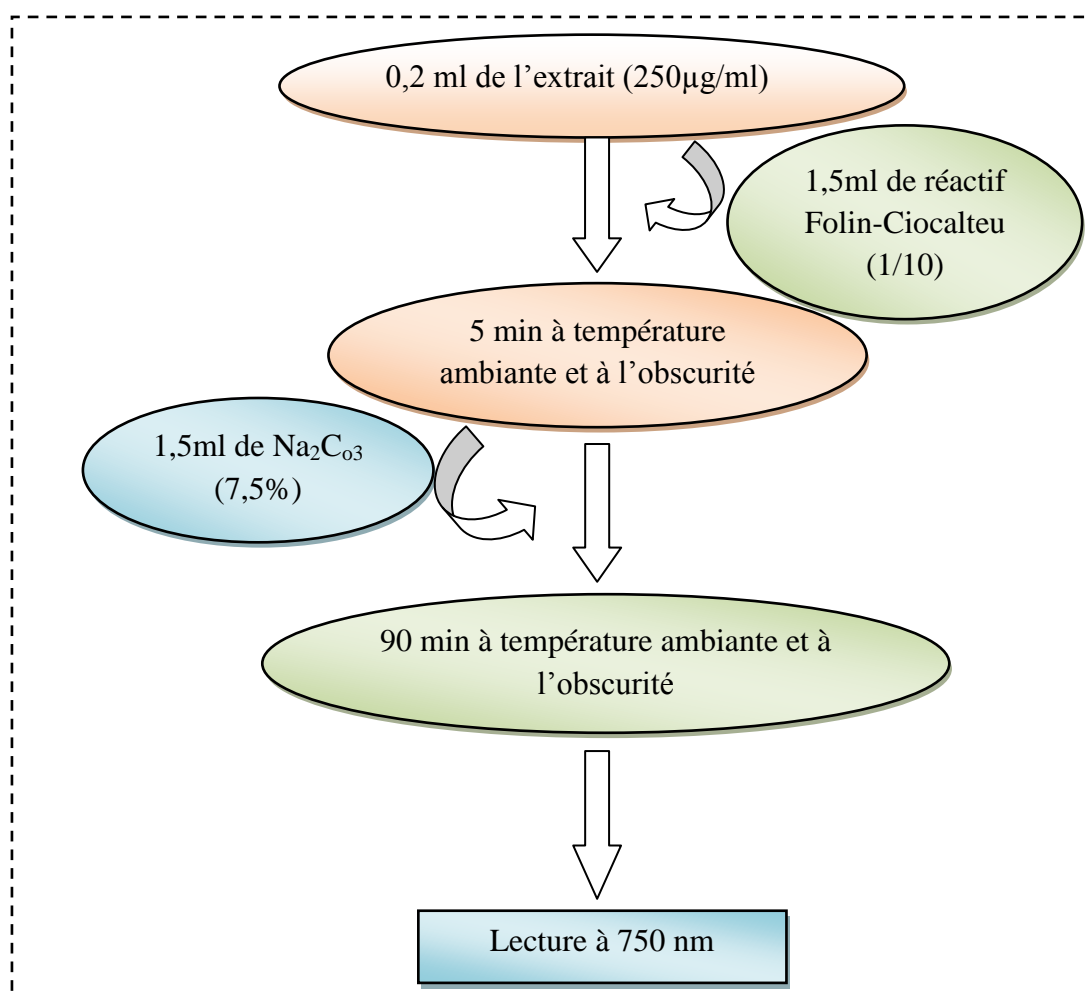 0,2 ml de l’extrait (250µg/ml)
1,5ml de réactif
Folin-Ciocalteu
(1/10)
5 min à température
ambiante et à l’obscurité
1,5ml de Na₂Cₒ₃
(7,5%)
90 min à température ambiante et à
l’obscurité
Lecture à 750 nm